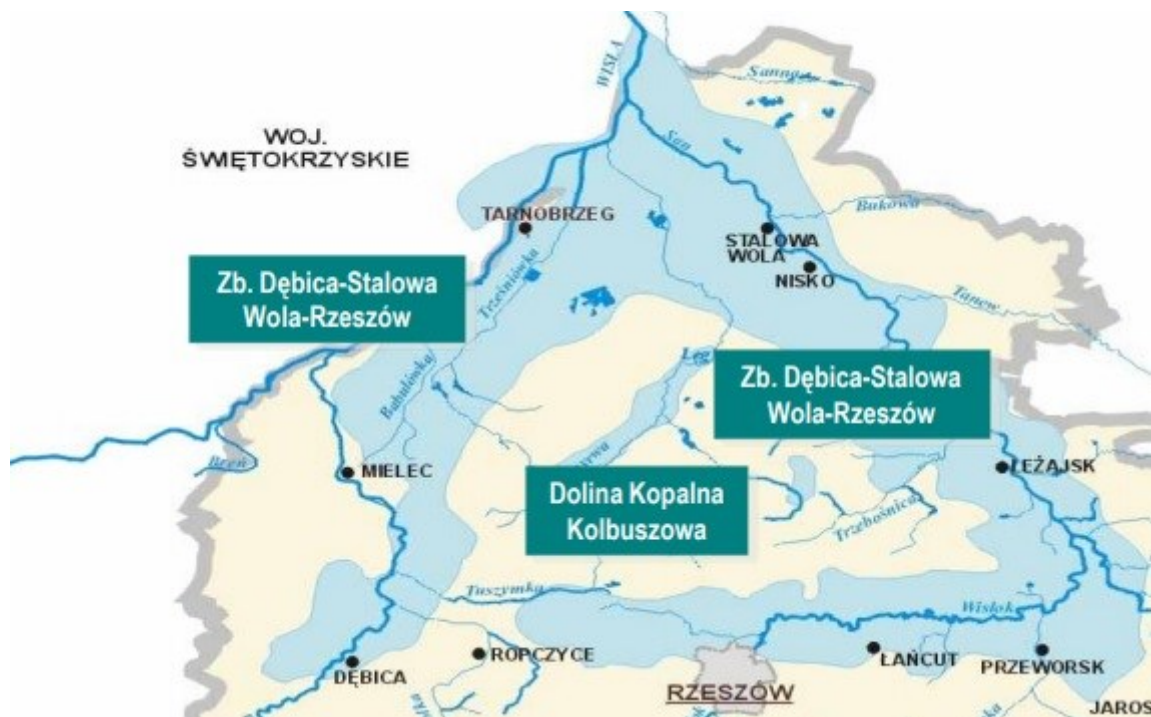 WISŁA
Sanna
WOJ.
ŚWIĘTOKRZYSKIE
San
Bukowa
TARNOBRZEG
STALOWA
WOLA
NISKO
Zb. Dębica-Stalowa
Wola-Rzeszów
Trześniówka
Tanew
Łęg
Zb. Dębica-Stalowa
Wola-Rzeszów
Babulówka
Breń
MIELEC
LEŻAJSK
Dolina Kopalna
Kolbuszowa
Trzebośnica
Tuszymka
Wisłok
DĘBICA
ROPCZYCE
ŁAŃCUT
PRZEWORSK
RZESZÓW
JAROS